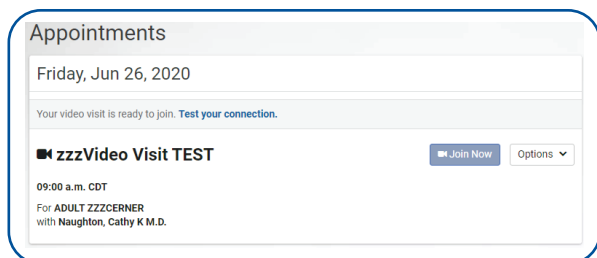 Appointments
Friday, Jun 26, 2020
Your video visit is ready to join. Test your connection.
zzzVideo Visit TEST
Join Now
Options
09:00 a.m. CDT
For ADULT ZZZCERNER
with Naughton, Cathy K M.D.